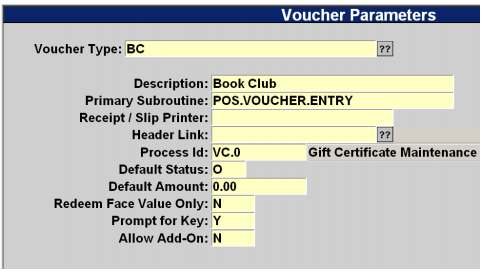 Voucher Parameters
Voucher Type: BC ??
Description: Book Club
Primary Subroutine: POS.VOUCHER.ENTRY
Receipt / Slip Printer:
Header Link: ??
Process Id: VC.0 Gift Certificate Maintenance
Default Status: O
Default Amount: 0.00
Redeem Face Value Only: N
Prompt for Key: Y
Allow Add-On: N